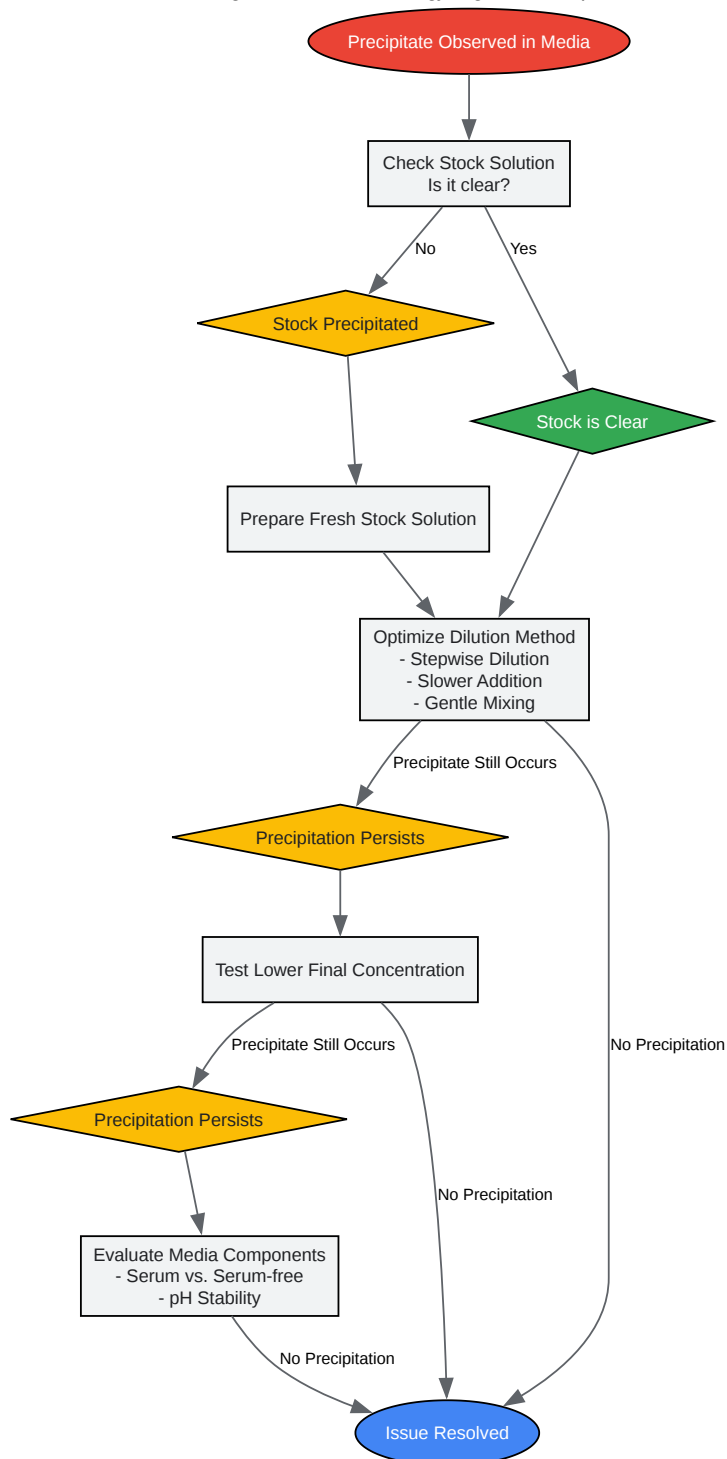 Precipitate Observed in Media
Check Stock Solution
Is it clear?
No
Yes
Stock Precipitated
Stock is Clear
Prepare Fresh Stock Solution
Optimize Dilution Method
- Stepwise Dilution
- Slower Addition
- Gentle Mixing
Precipitate Still Occurs
Precipitation Persists
Test Lower Final Concentration
Precipitate Still Occurs
No Precipitation
Precipitation Persists
No Precipitation
Evaluate Media Components
- Serum vs. Serum-free
- pH Stability
No Precipitation
Issue Resolved